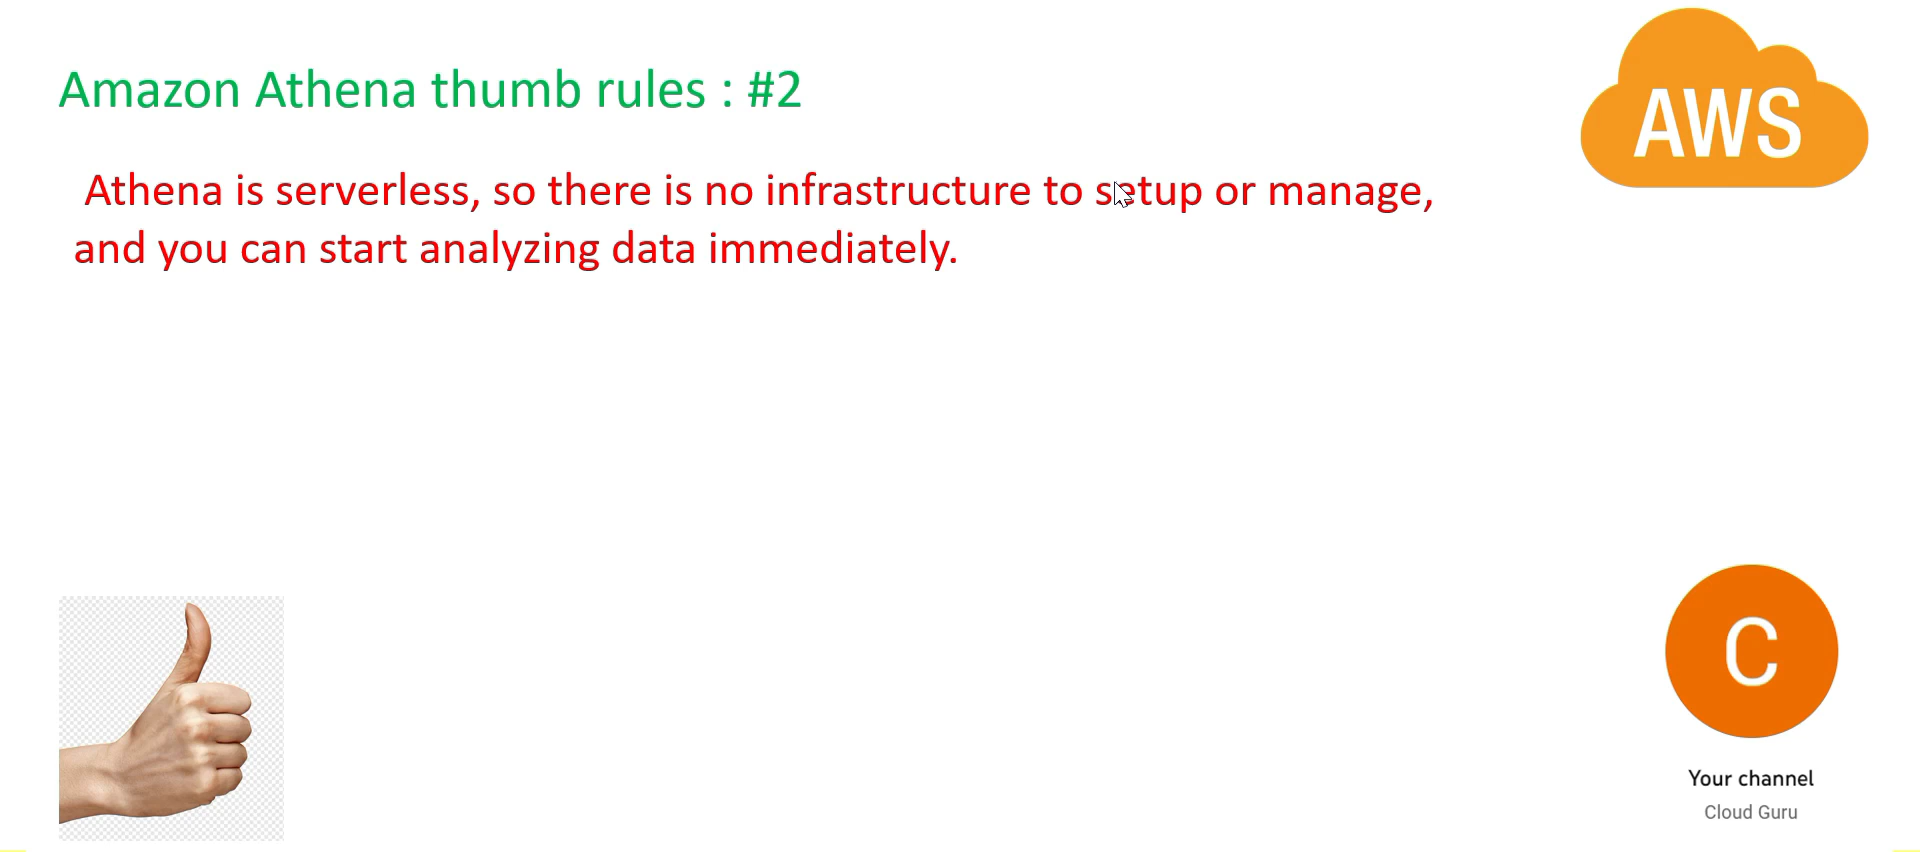 Amazon Athena thumb rules : #2
AWS
Athena is serverless, so there is no infrastructure to setup or manage,
and you can start analyzing data immediately.
C
Your channel
Cloud Guru